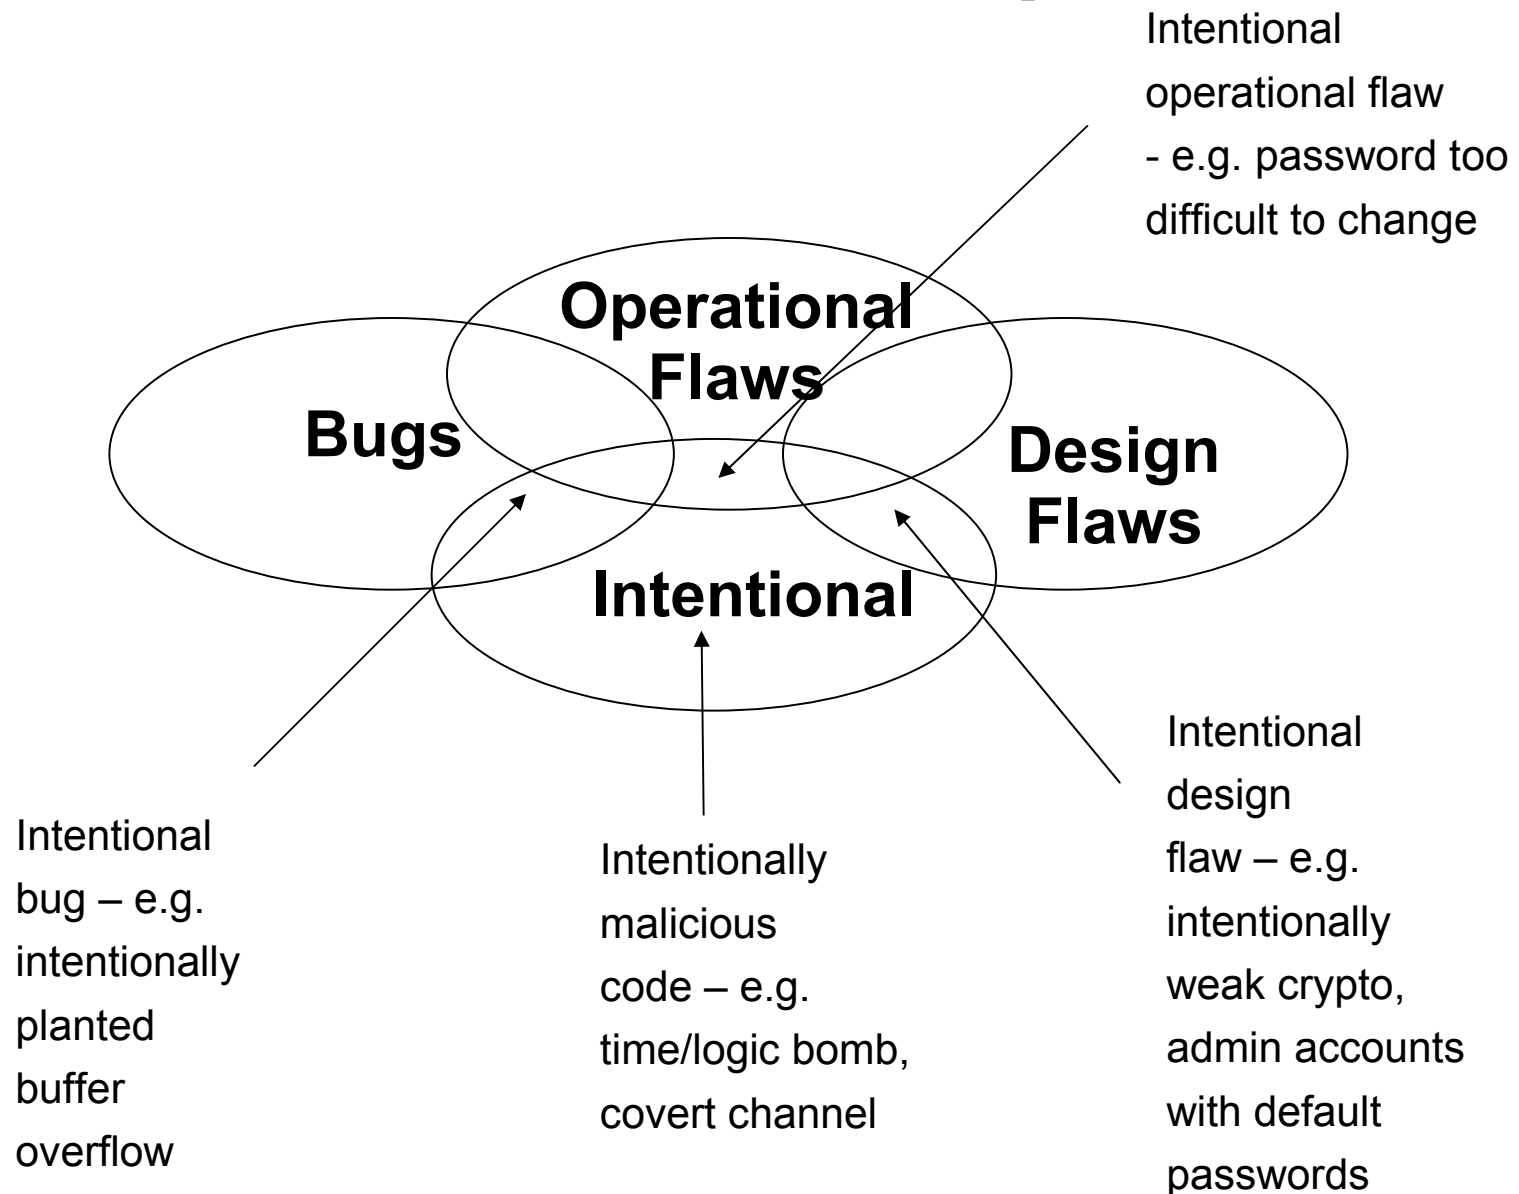 Intentional
operational flaw
- e.g. password too
difficult to change
Operational
Flaws
Bugs
Design
Flaws
Intentional
Intentional
bug – e.g.
intentionally
planted
buffer
overflow
Intentionally
malicious
code – e.g.
time/logic bomb,
covert channel
Intentional
design
flaw – e.g.
intentionally
weak crypto,
admin accounts
with default
passwords